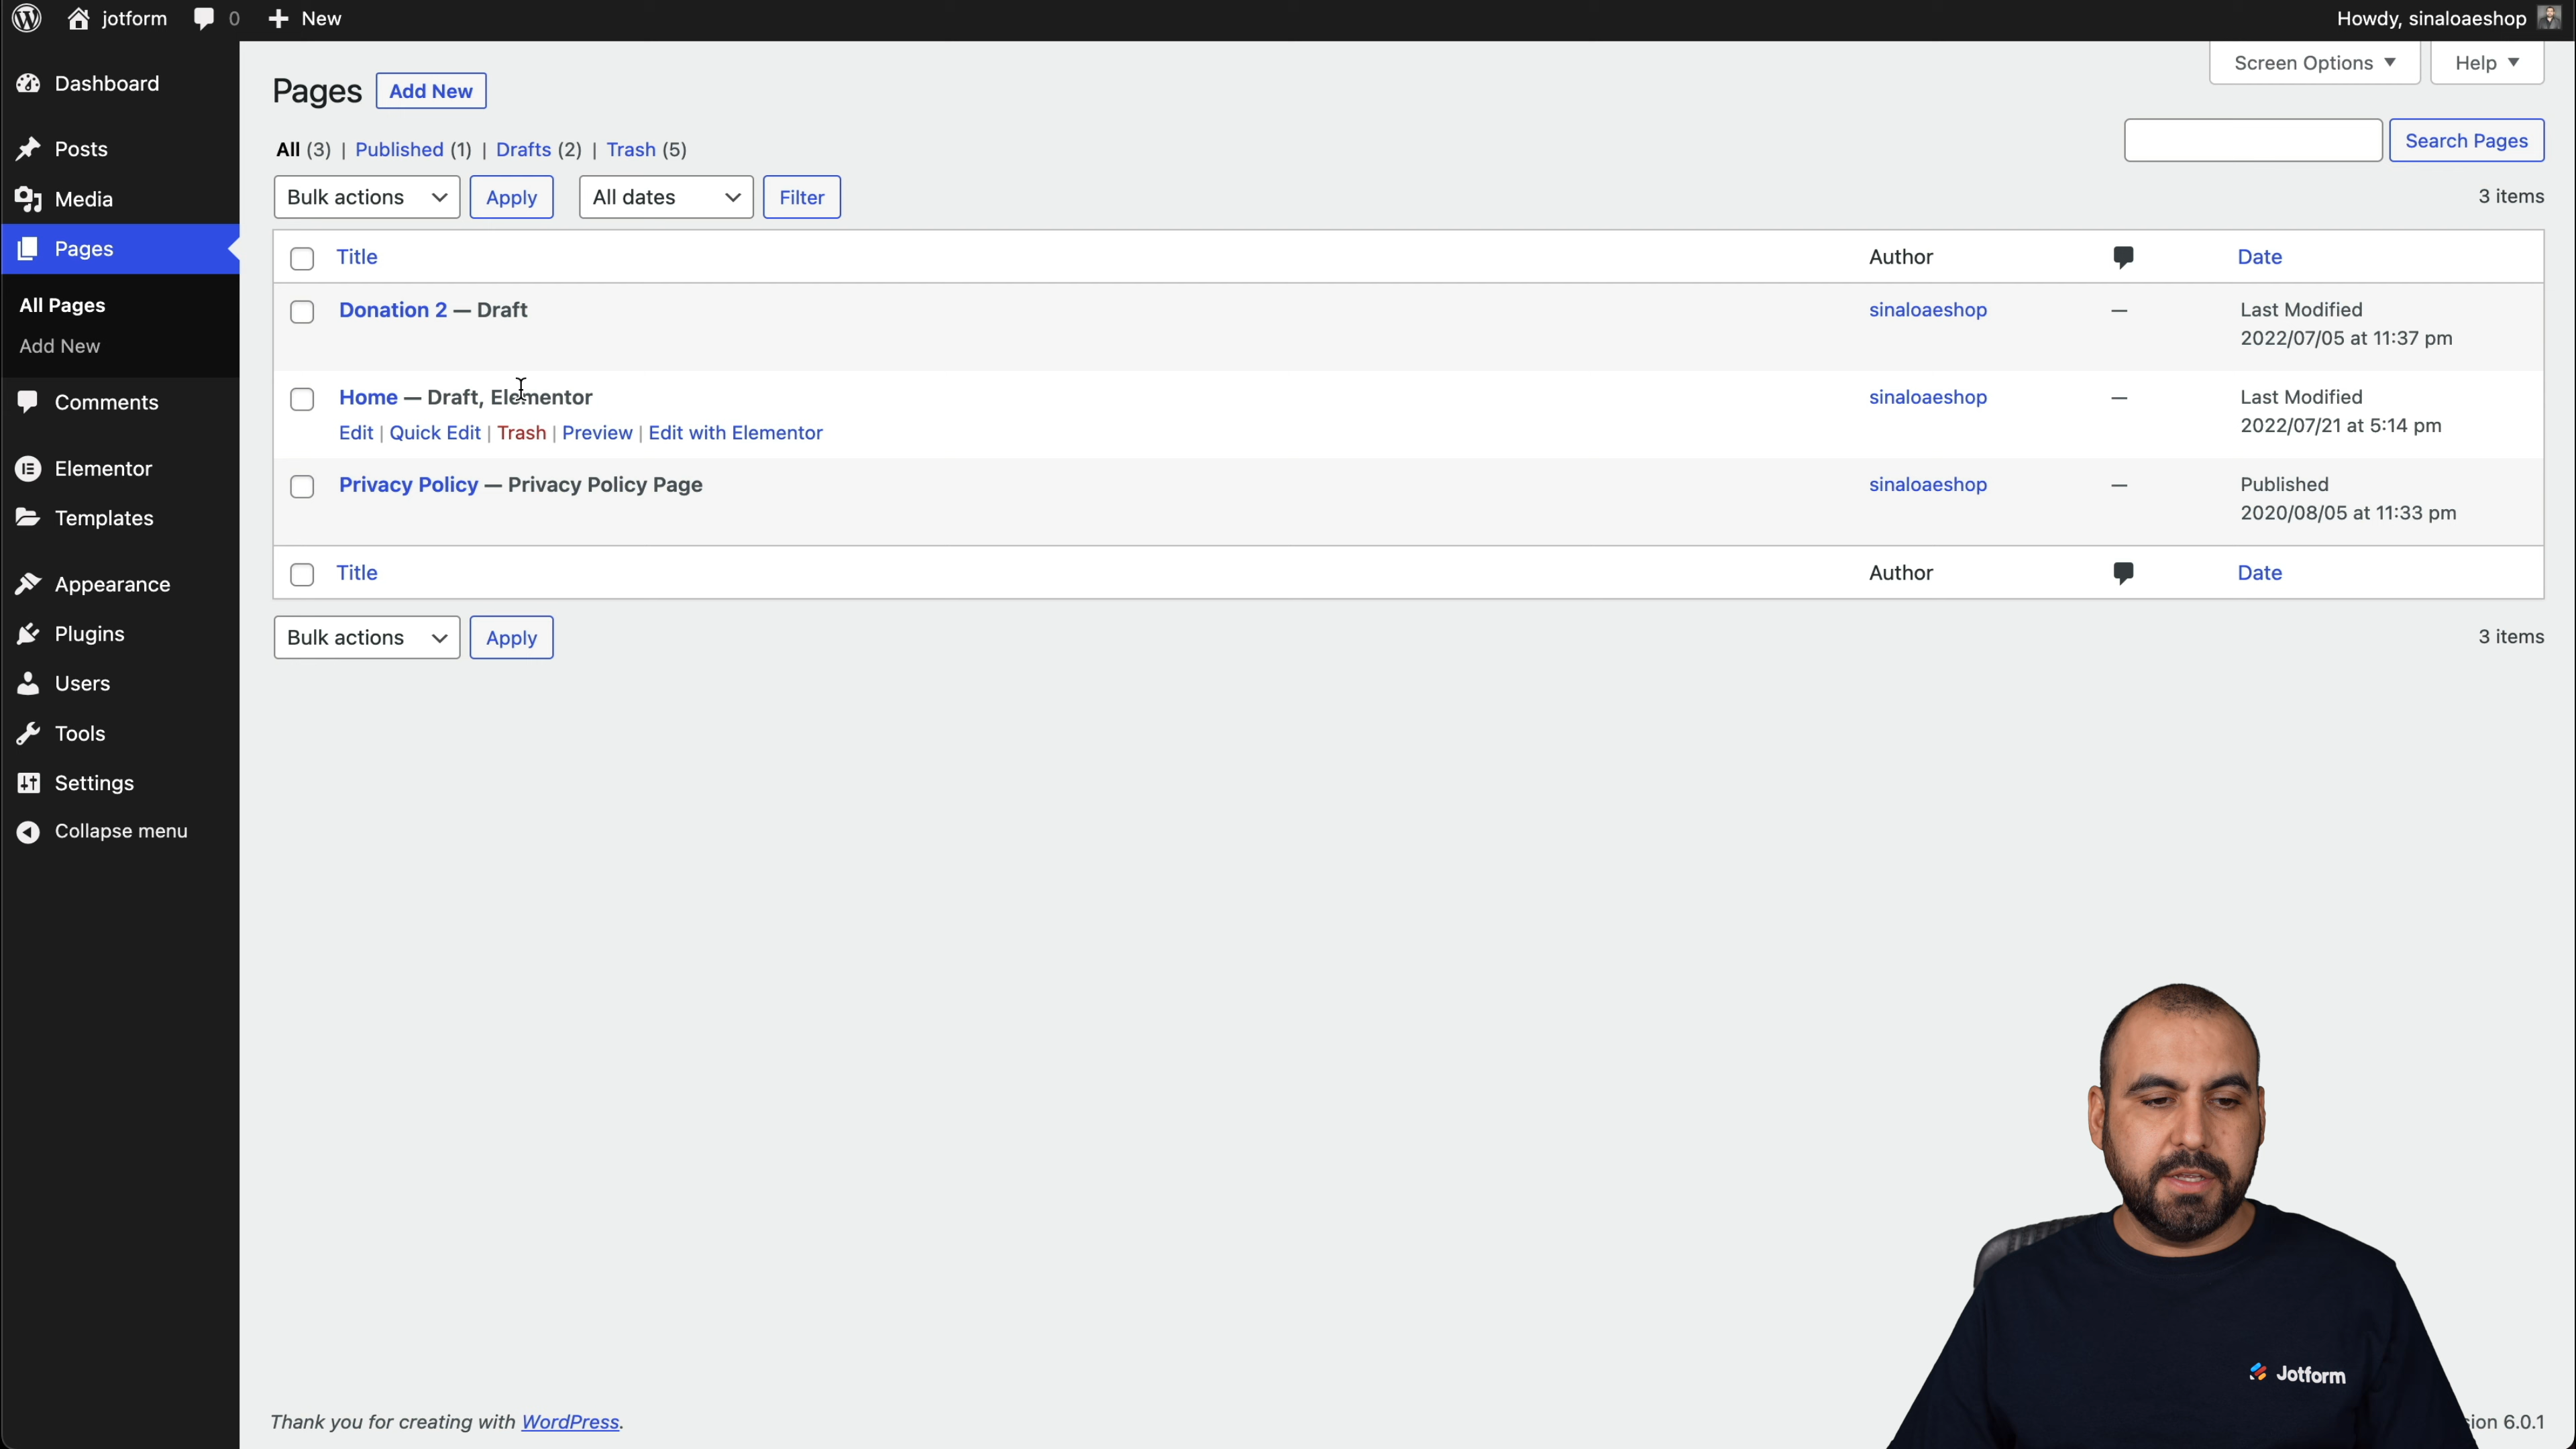 jotform 0 New Howdy, sinaloaeshop
Screen Options Help
Dashboard
Posts
Media
Pages
All Pages
Add New
Comments
Elementor
Templates
Appearance
Plugins
Users
Tools
Settings
Collapse menu
Pages Add New
All (3) | Published (1) | Drafts (2) | Trash (5)
Search Pages
Bulk actions Apply All dates Filter 3 items
Title Author Date
Donation 2 — Draft sinaloaeshop — Last Modified
2022/07/05 at 11:37 pm
Home — Draft, Elementor sinaloaeshop — Last Modified
Edit | Quick Edit | Trash | Preview | Edit with Elementor 2022/07/21 at 5:14 pm
Privacy Policy — Privacy Policy Page sinaloaeshop — Published
2020/08/05 at 11:33 pm
Title Author Date
Bulk actions Apply 3 items
Jotform
Thank you for creating with WordPress. 6.0.1